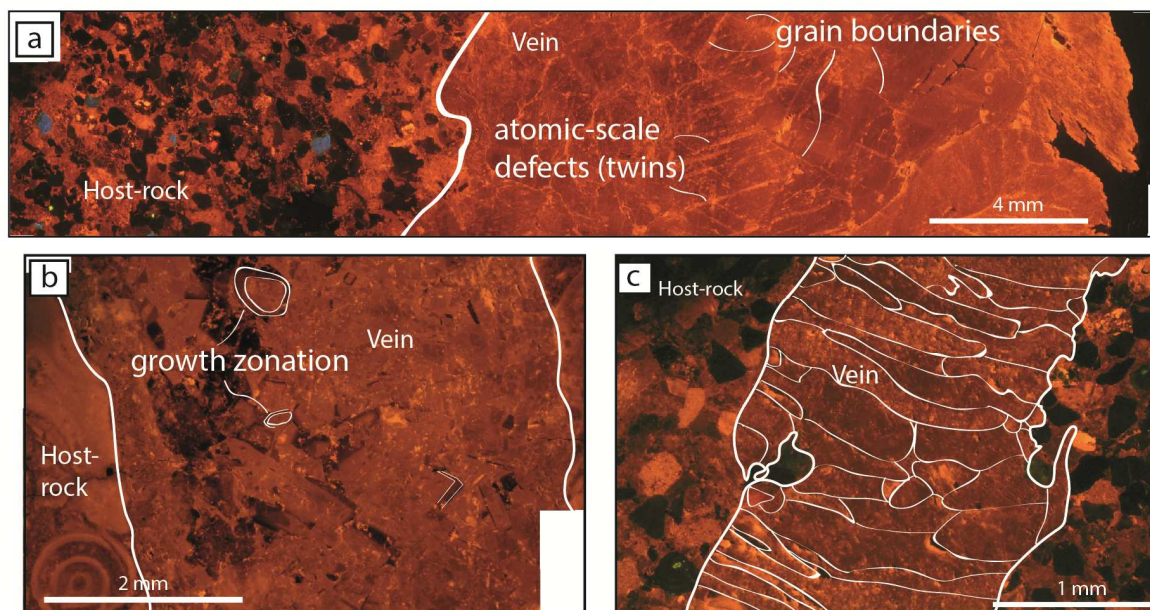 a
Vein
grain boundaries
atomic-scale
defects (twins)
Host-rock
4 mm
b
growth zonation
Vein
Host-
rock
2 mm
c
Host-rock
Vein
1 mm